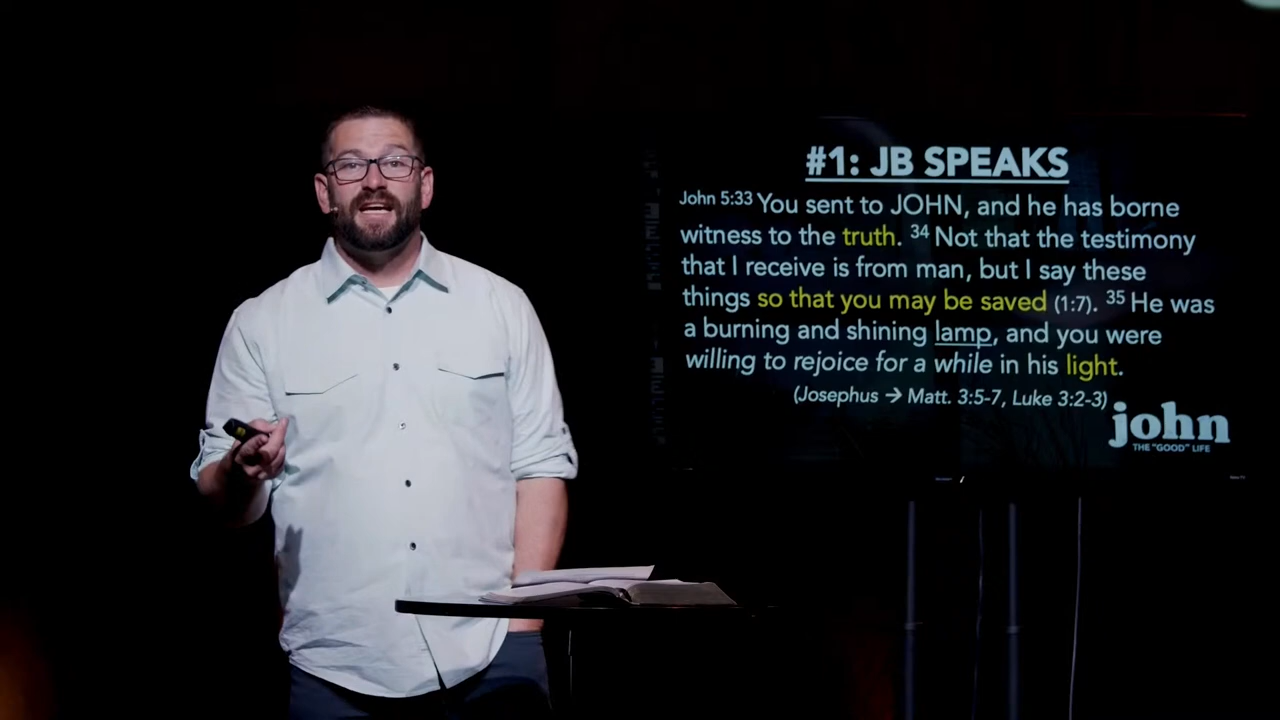 #1: JB SPEAKS
John 5:33 You sent to JOHN, and he has borne
witness to the truth. 34 Not that the testimony
that I receive is from man, but I say these
things so that you may be saved (1:7). 35 He was
a burning and shining lamp, and you were
willing to rejoice for a while in his light.
(Josephus → Matt. 3:5-7, Luke 3:2-3)
john
THE "GOOD" LIFE